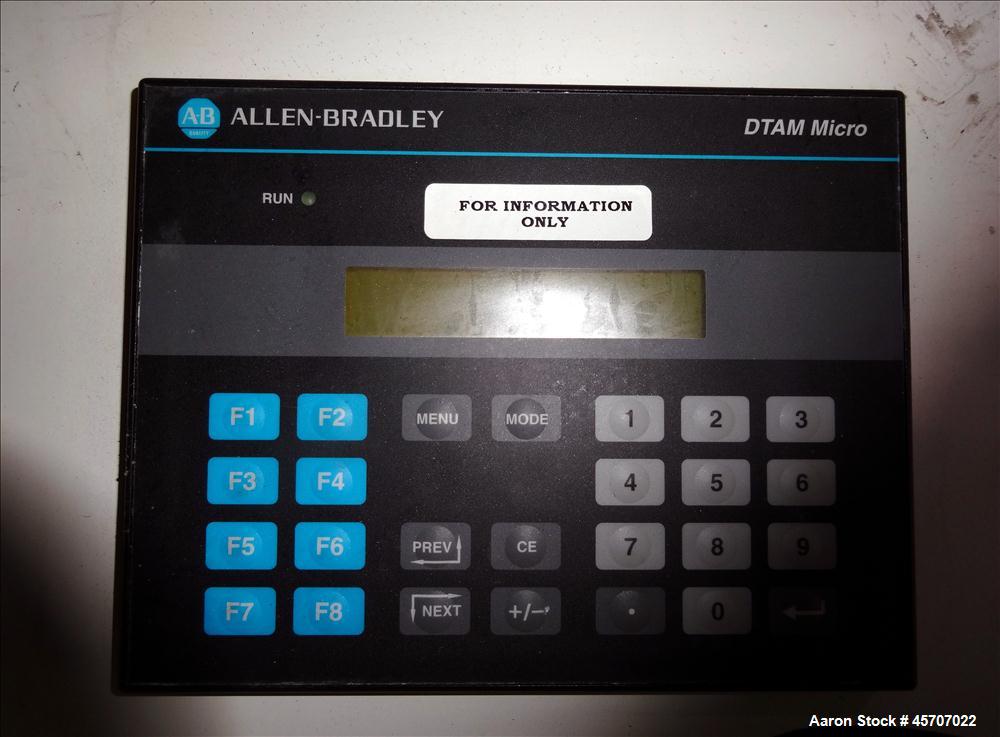 AB ALLEN-BRADLEY
QUALITY
DTAM Micro
RUN
FOR INFORMATION
ONLY
F1 F2 MENU MODE 1 2 3
F3 F4 4 5 6
F5 F6 PREV CE 7 8 9
F7 F8 NEXT +/- . 0
Aaron Stock # 45707022